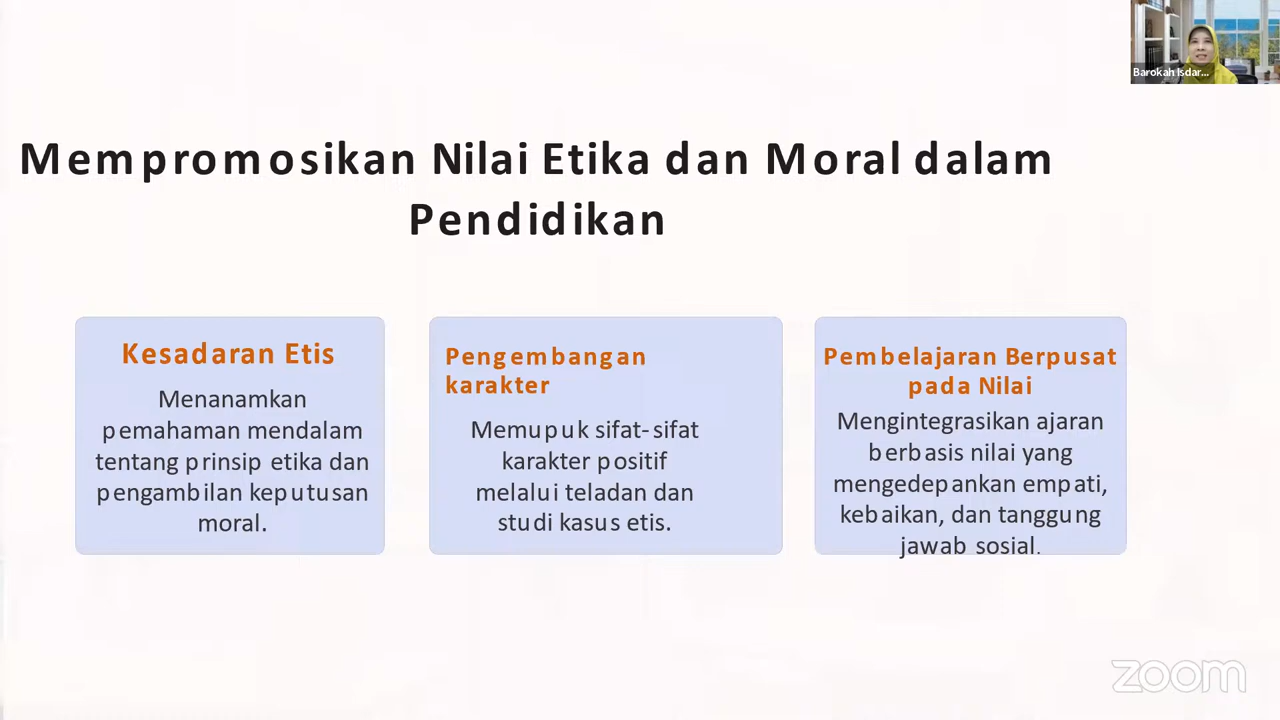 Barokah Isdar...
Mempromosikan Nilai Etika dan Moral dalam
Pendidikan
Kesadaran Etis
Menanamkan
pemahaman mendalam
tentang prinsip etika dan
pengambilan keputusan
moral.
Pengembangan
karakter
Memupuk sifat-sifat
karakter positif
melalui teladan dan
studi kasus etis.
Pembelajaran Berpusat
pada Nilai
Mengintegrasikan ajaran
berbasis nilai yang
mengedepankan empati,
kebaikan, dan tanggung
jawab sosial.
zoom